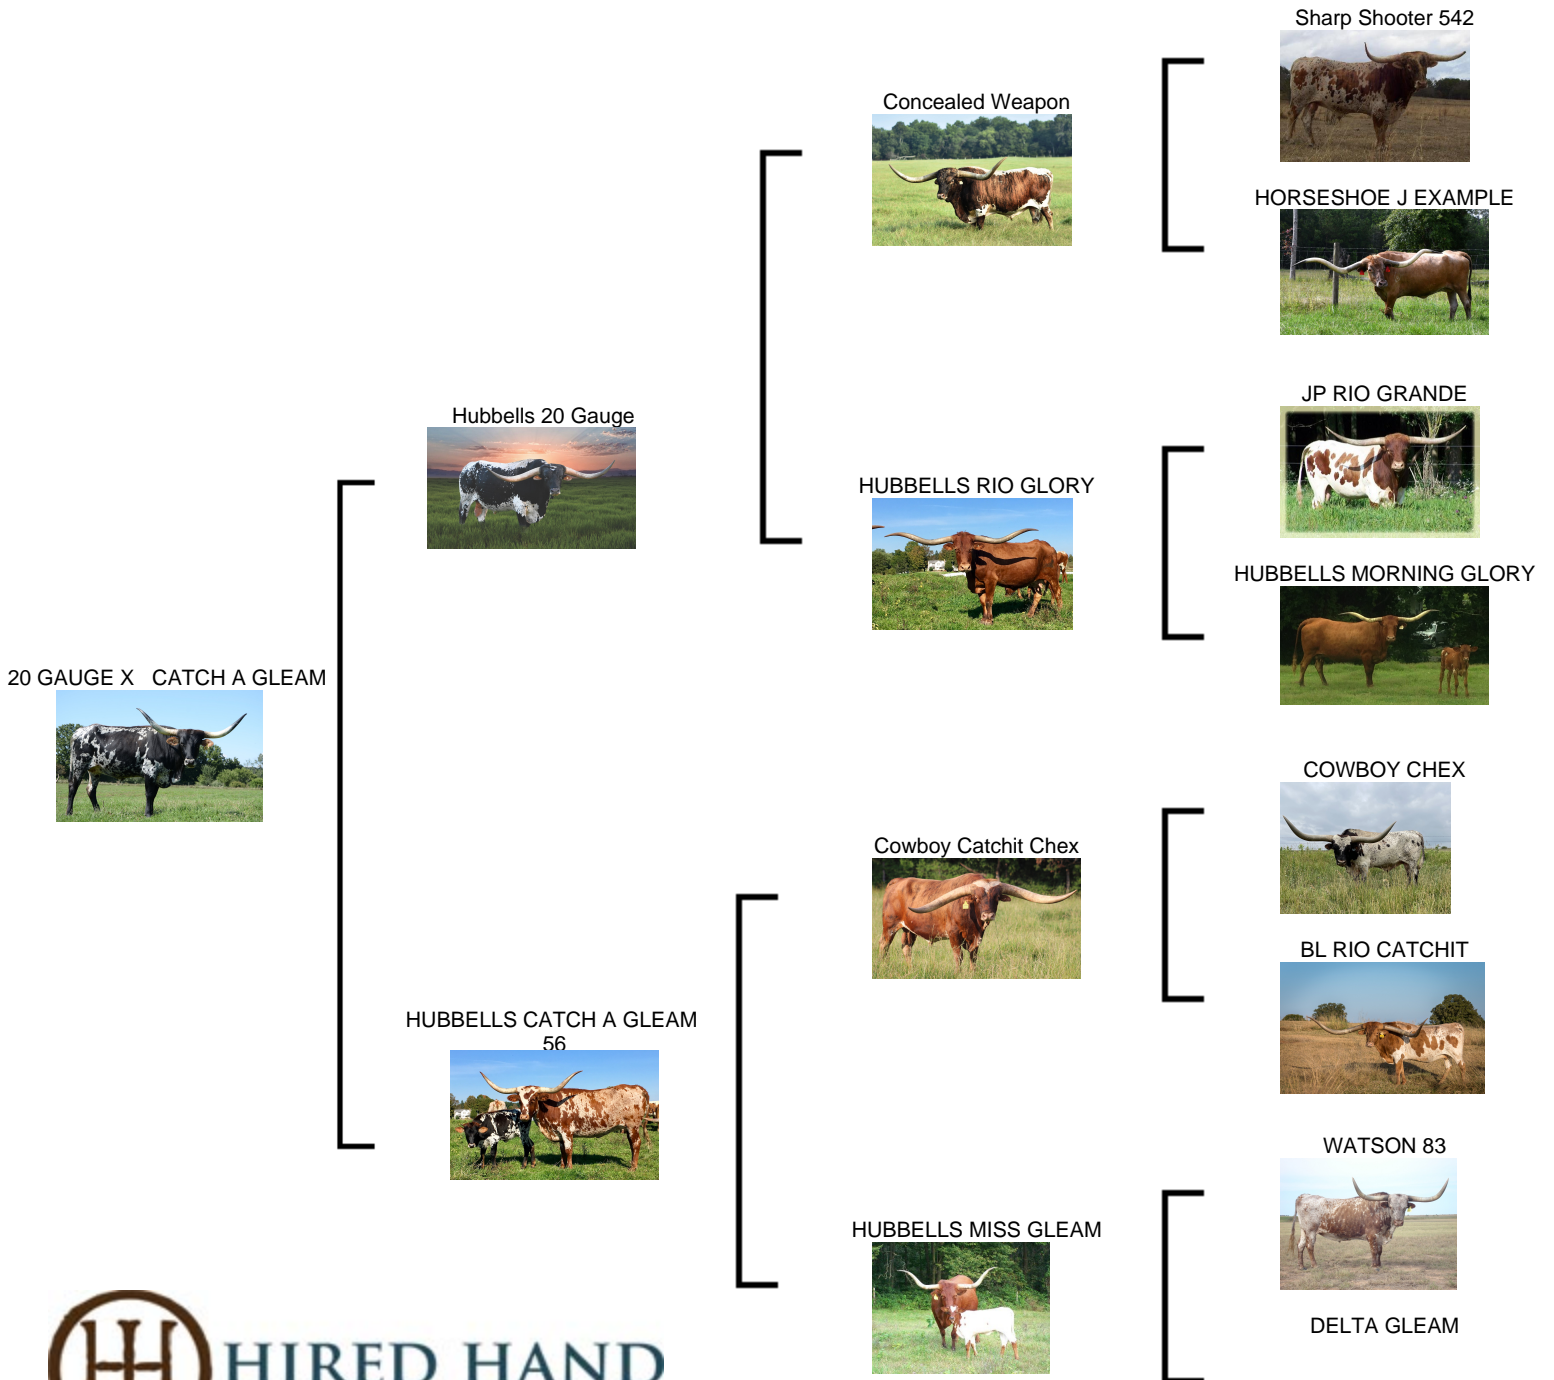 Sharp Shooter 542
Concealed Weapon
HORSESHOE J EXAMPLE
JP RIO GRANDE
Hubbells 20 Gauge
HUBBELLS RIO GLORY
HUBBELLS MORNING GLORY
20 GAUGE X   CATCH A GLEAM
COWBOY CHEX
Cowboy Catchit Chex
BL RIO CATCHIT
HUBBELLS CATCH A GLEAM
56
WATSON 83
HUBBELLS MISS GLEAM
DELTA GLEAM
HIRED HAND